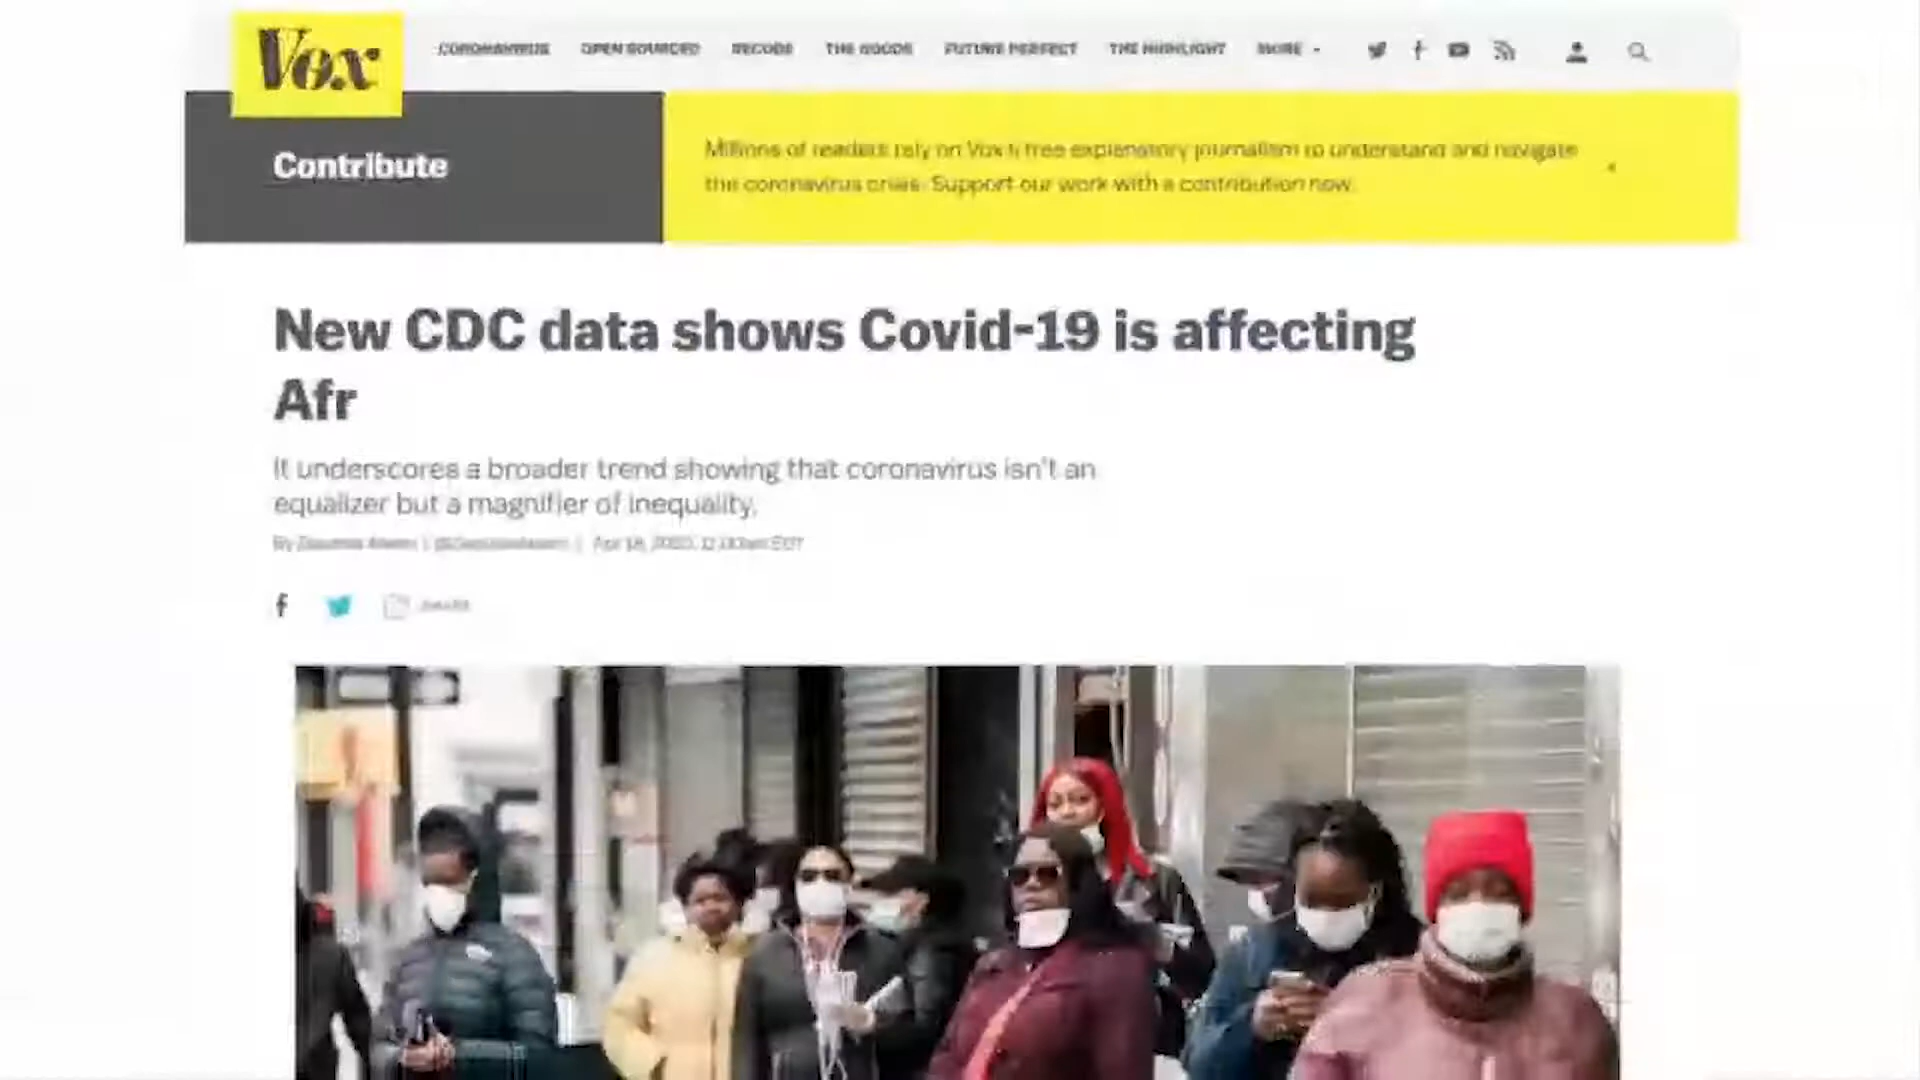 Vox
CORONAVIRUS OPEN SOURCED RECODE THE GOODS FUTURE PERFECT THE HIGHLIGHT MORE
Contribute
Millions of readers rely on Vox's free explanatory journalism to understand and navigate
the coronavirus crisis. Support our work with a contribution now.
New CDC data shows Covid-19 is affecting
Afr
It underscores a broader trend showing that coronavirus isn't an
equalizer but a magnifier of inequality.
By
SHARE